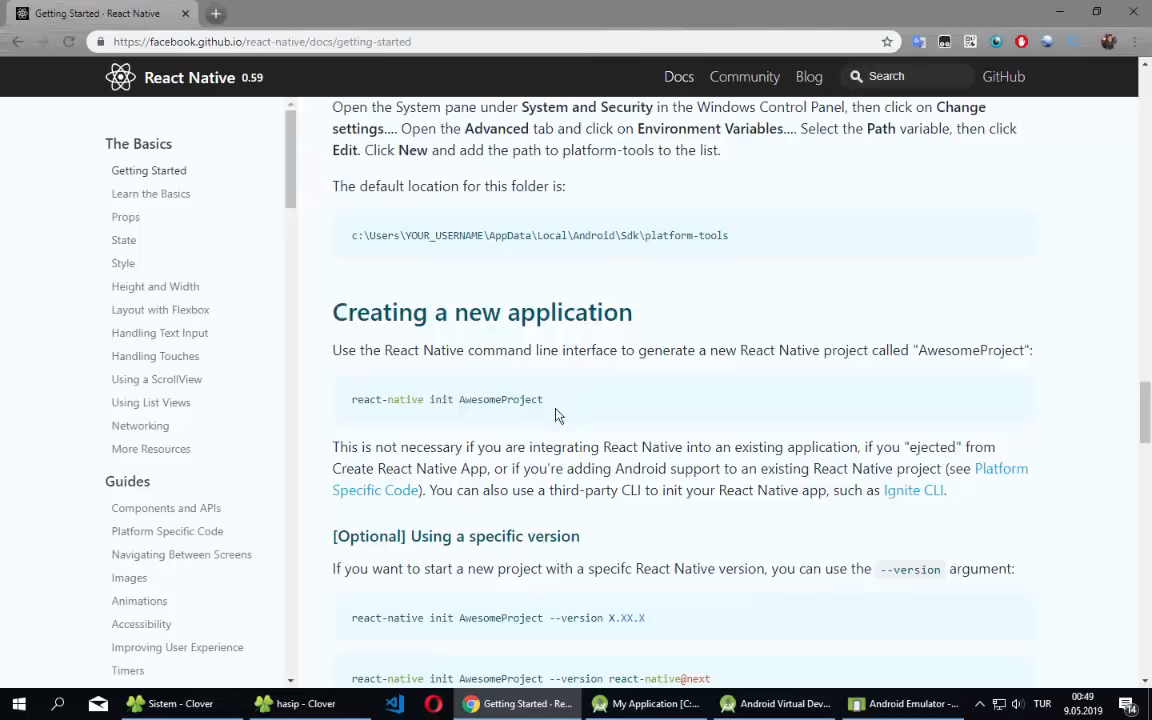 Getting Started · React Native
https://facebook.github.io/react-native/docs/getting-started
React Native 0.59
Docs
Community
Blog
Search
GitHub
The Basics
Getting Started
Learn the Basics
Props
State
Style
Height and Width
Layout with Flexbox
Handling Text Input
Handling Touches
Using a ScrollView
Using List Views
Networking
More Resources
Guides
Components and APIs
Platform Specific Code
Navigating Between Screens
Images
Animations
Accessibility
Improving User Experience
Timers
Open the System pane under System and Security in the Windows Control Panel, then click on Change
settings.... Open the Advanced tab and click on Environment Variables.... Select the Path variable, then click
Edit. Click New and add the path to platform-tools to the list.
The default location for this folder is:
c:\Users\YOUR_USERNAME\AppData\Local\Android\Sdk\platform-tools
Creating a new application
Use the React Native command line interface to generate a new React Native project called "AwesomeProject":
react-native init AwesomeProject
This is not necessary if you are integrating React Native into an existing application, if you "ejected" from
Create React Native App, or if you're adding Android support to an existing React Native project (see Platform
Specific Code). You can also use a third-party CLI to init your React Native app, such as Ignite CLI.
[Optional] Using a specific version
If you want to start a new project with a specifc React Native version, you can use the --version argument:
react-native init AwesomeProject --version X.XX.X
react-native init AwesomeProject --version react-native@next
Sistem - Clover
hasip - Clover
Getting Started · Re...
My Application [C:...
Android Virtual Dev...
Android Emulator -...
TUR
00:49
9.05.2019
14